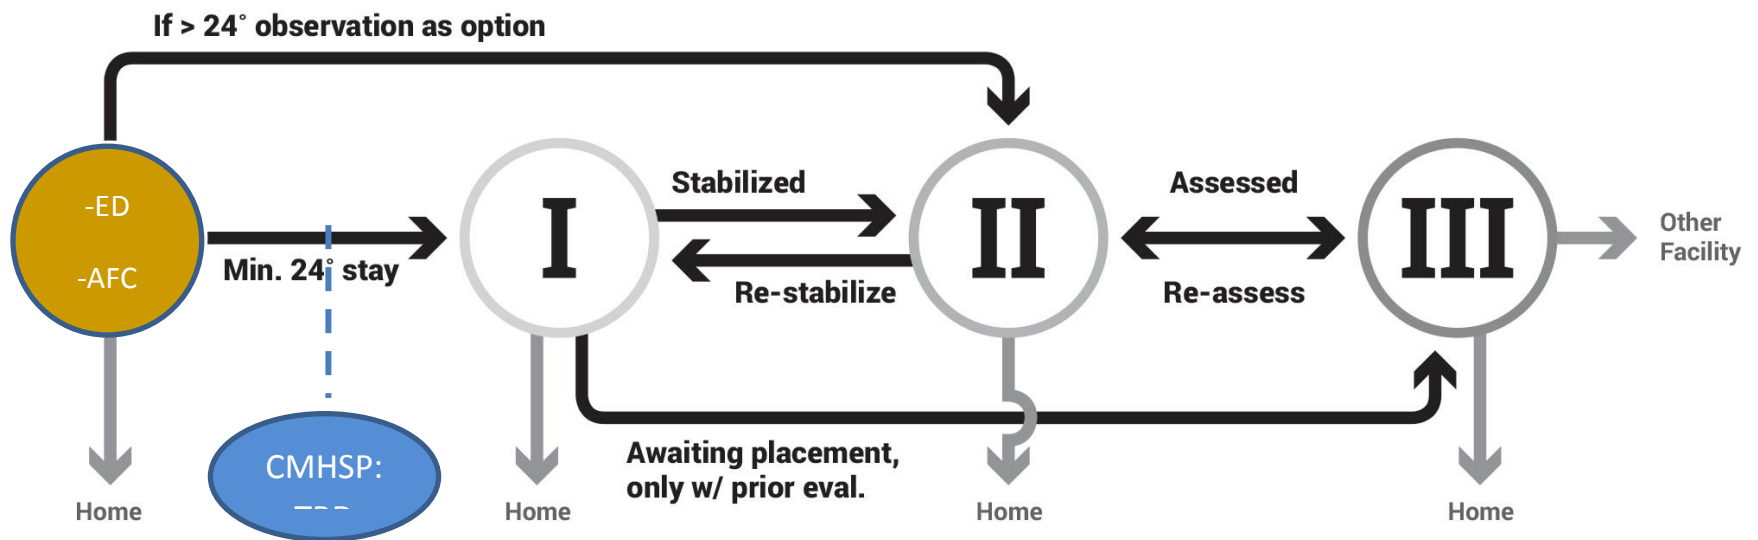 If > 24° observation as option
-ED
-AFC
Min. 24° stay
I
Stabilized
Re-stabilize
II
Assessed
Re-assess
III
Other
Facility
CMHSP:
Awaiting placement,
only w/ prior eval.
Home
Home
Home
Home